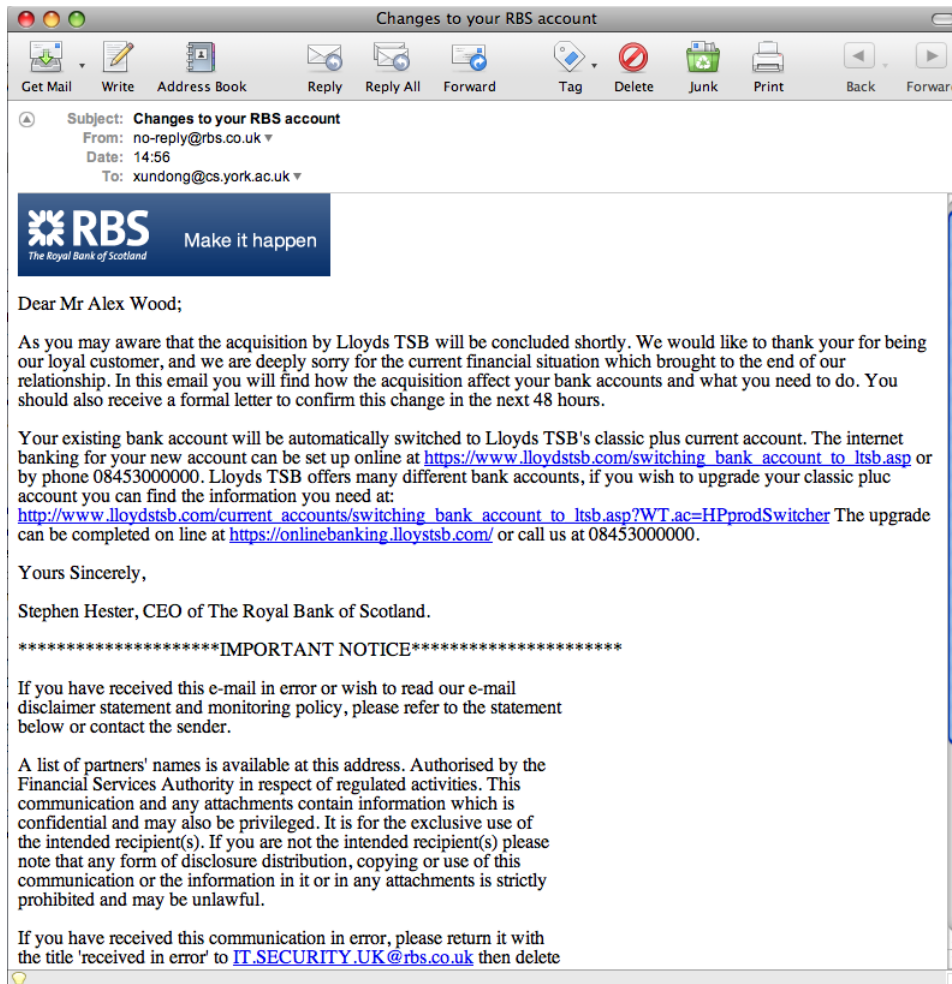 Changes to your RBS account
Get Mail Write Address Book Reply Reply All Forward Tag Delete Junk Print Back Forwar
Subject: Changes to your RBS account
From: no-reply@rbs.co.uk
Date: 14:56
To: xundong@cs.york.ac.uk
RBS
The Royal Bank of Scotland
Make it happen
Dear Mr Alex Wood;
As you may aware that the acquisition by Lloyds TSB will be concluded shortly. We would like to thank your for being
our loyal customer, and we are deeply sorry for the current financial situation which brought to the end of our
relationship. In this email you will find how the acquisition affect your bank accounts and what you need to do. You
should also receive a formal letter to confirm this change in the next 48 hours.
Your existing bank account will be automatically switched to Lloyds TSB's classic plus current account. The internet
banking for your new account can be set up online at https://www.lloydstsb.com/switching_bank_account_to_ltsb.asp or
by phone 08453000000. Lloyds TSB offers many different bank accounts, if you wish to upgrade your classic pluc
account you can find the information you need at:
http://www.lloydstsb.com/current_accounts/switching_bank_account_to_ltsb.asp?WT.ac=HPprodSwitcher The upgrade
can be completed on line at https://onlinebanking.lloystsb.com/ or call us at 08453000000.
Yours Sincerely,
Stephen Hester, CEO of The Royal Bank of Scotland.
*********************IMPORTANT NOTICE**********************
If you have received this e-mail in error or wish to read our e-mail
disclaimer statement and monitoring policy, please refer to the statement
below or contact the sender.
A list of partners' names is available at this address. Authorised by the
Financial Services Authority in respect of regulated activities. This
communication and any attachments contain information which is
confidential and may also be privileged. It is for the exclusive use of
the intended recipient(s). If you are not the intended recipient(s) please
note that any form of disclosure distribution, copying or use of this
communication or the information in it or in any attachments is strictly
prohibited and may be unlawful.
If you have received this communication in error, please return it with
the title 'received in error' to IT.SECURITY.UK@rbs.co.uk then delete